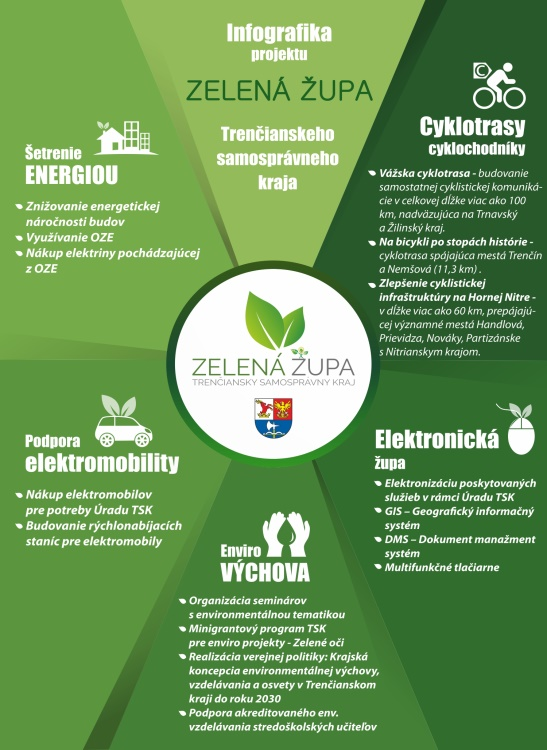 Infografika
projektu
ZELENÁ ŽUPA
Trenčianskeho
samosprávneho
kraja
Šetrenie
ENERGIOU
Znižovanie energetickej
náročnosti budov
Využívanie OZE
Nákup elektriny pochádzajúcej
z OZE
Cyklotrasy
cyklochodníky
Vážska cyklotrasa - budovanie
samostatnej cyklistickej komuniká-
cie v celkovej dĺžke viac ako 100
km, nadväzujúca na Trnavský
a Žilinský kraj.
Na bicykli po stopách histórie -
cyklotrasa spájajúca mestá Trenčín
a Nemšová (11,3 km) .
Zlepšenie cyklistickej
infraštruktúry na Hornej Nitre -
v dĺžke viac ako 60 km, prepájajú-
cej významné mestá Handlová,
Prievidza, Nováky, Partizánske
s Nitrianskym krajom.
ZELENÁ ŽUPA
TRENČIANSKY SAMOSPRÁVNY KRAJ
Podpora
elektromobility
Nákup elektromobilov
pre potreby Úradu TSK
Budovanie rýchlonabíjacích
staníc pre elektromobily
Elektronická
župa
Elektronizáciu poskytovaných
služieb v rámci Úradu TSK
GIS – Geografický informačný
systém
DMS – Dokument manažment
systém
Multifunkčné tlačiarne
Enviro
VÝCHOVA
Organizácia seminárov
s environmentálnou tematikou
Minigrantový program TSK
pre enviro projekty - Zelené oči
Realizácia verejnej politiky: Krajská
koncepcia environmentálnej výchovy,
vzdelávania a osvety v Trenčianskom
kraji do roku 2030
Podpora akreditovaného env.
vzdelávania stredoškolských učiteľov